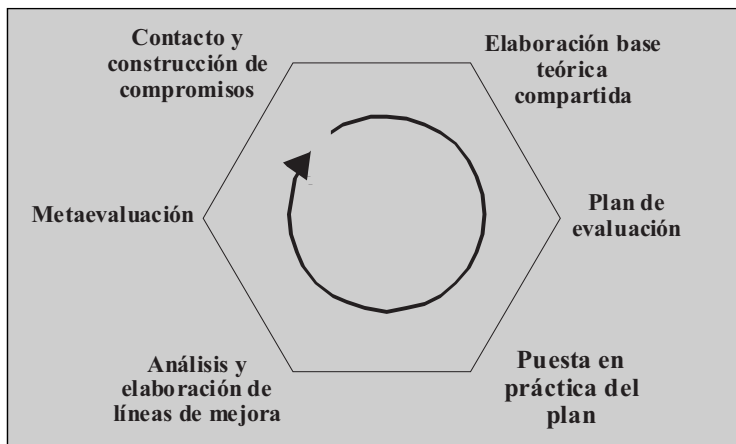 Contacto y
construcción de
compromisos
Elaboración base
teórica
compartida
Metaevaluación
Plan de
evaluación
Análisis y
elaboración de
líneas de mejora
Puesta en
práctica del
plan